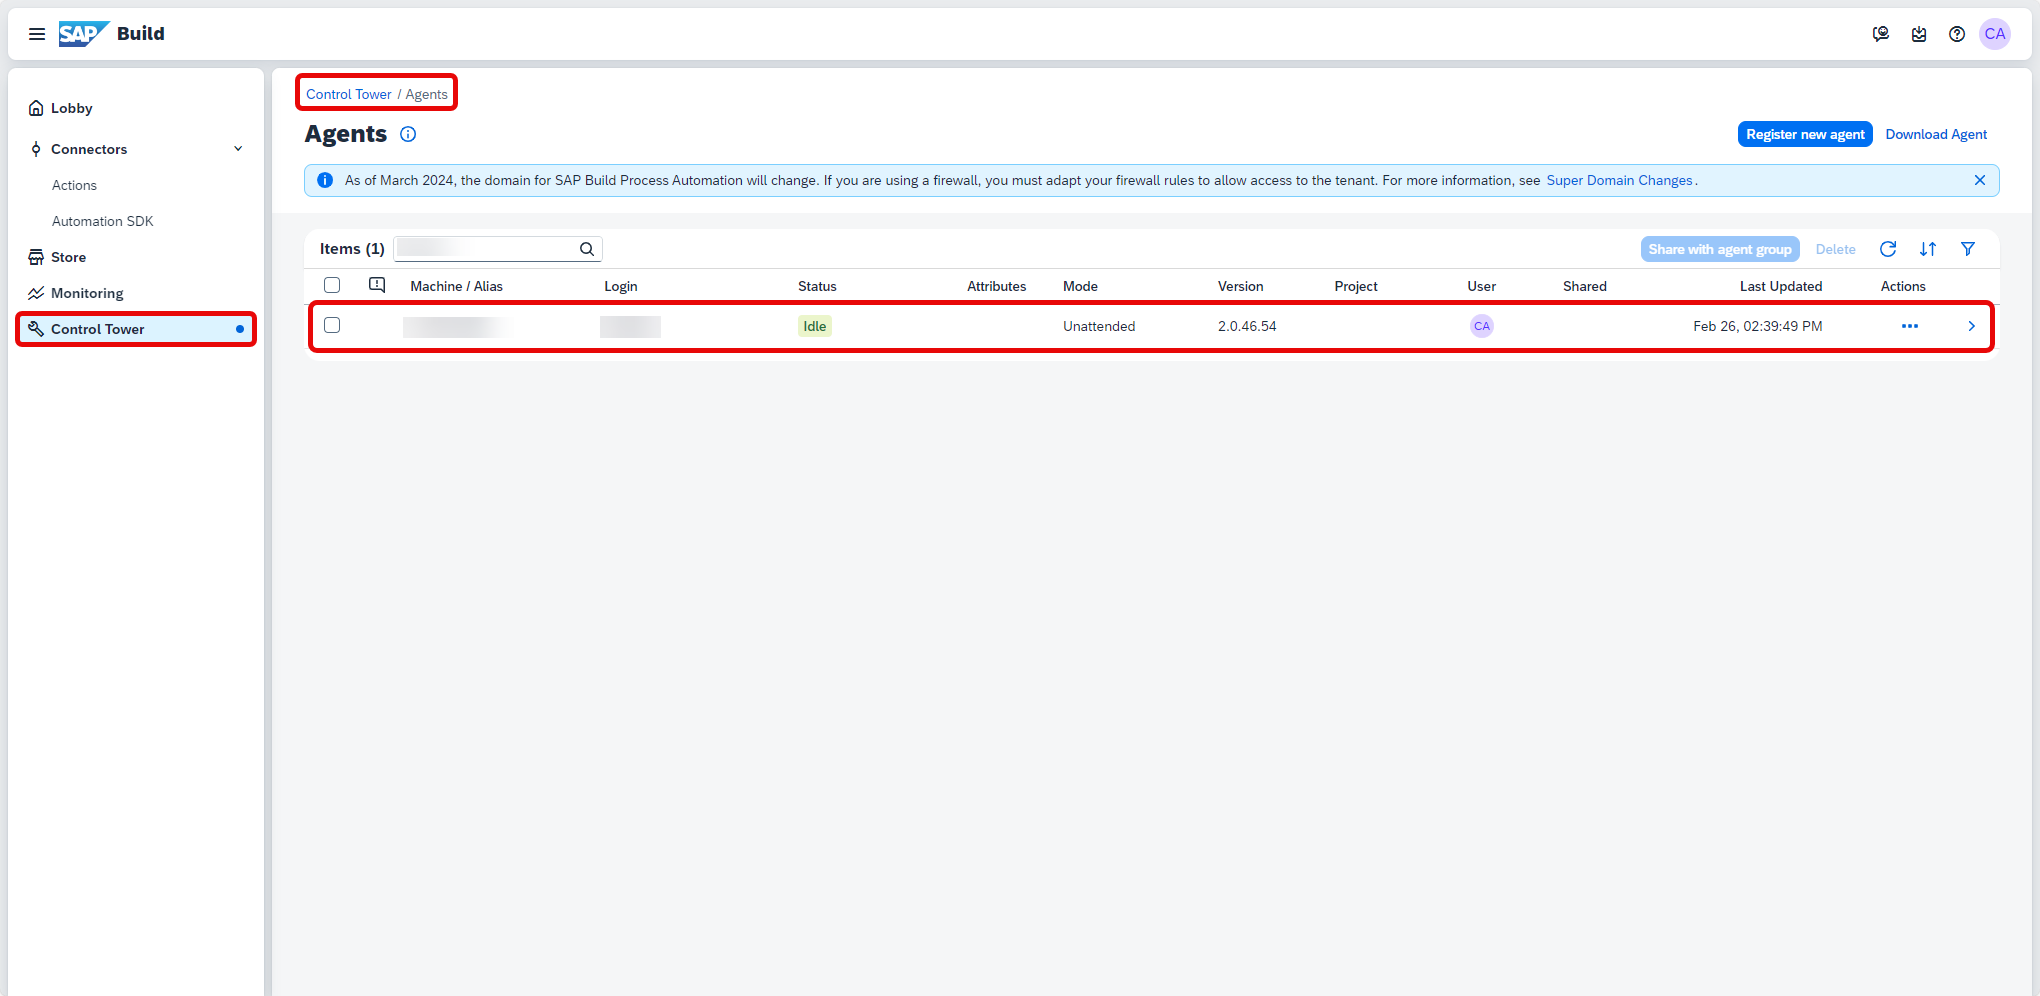 SAP Build
CA
Lobby
Connectors
Actions
Automation SDK
Store
Monitoring
Control Tower
Control Tower / Agents
Agents
Register new agent
Download Agent
As of March 2024, the domain for SAP Build Process Automation will change. If you are using a firewall, you must adapt your firewall rules to allow access to the tenant. For more information, see Super Domain Changes.
Items (1)
Share with agent group
Delete
Machine / Alias Login Status Attributes Mode Version Project User Shared Last Updated Actions
Idle Unattended 2.0.46.54 CA Feb 26, 02:39:49 PM